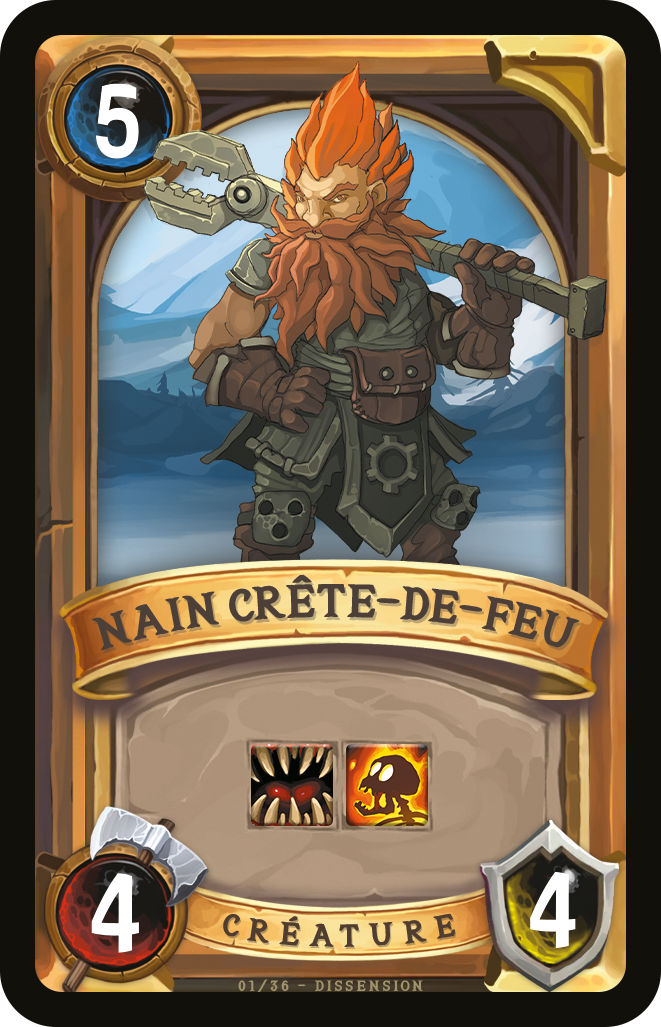 5
NAIN CRÊTE-DE-FEU
4
4
CRÉATURE
01/36 – DISSENSION